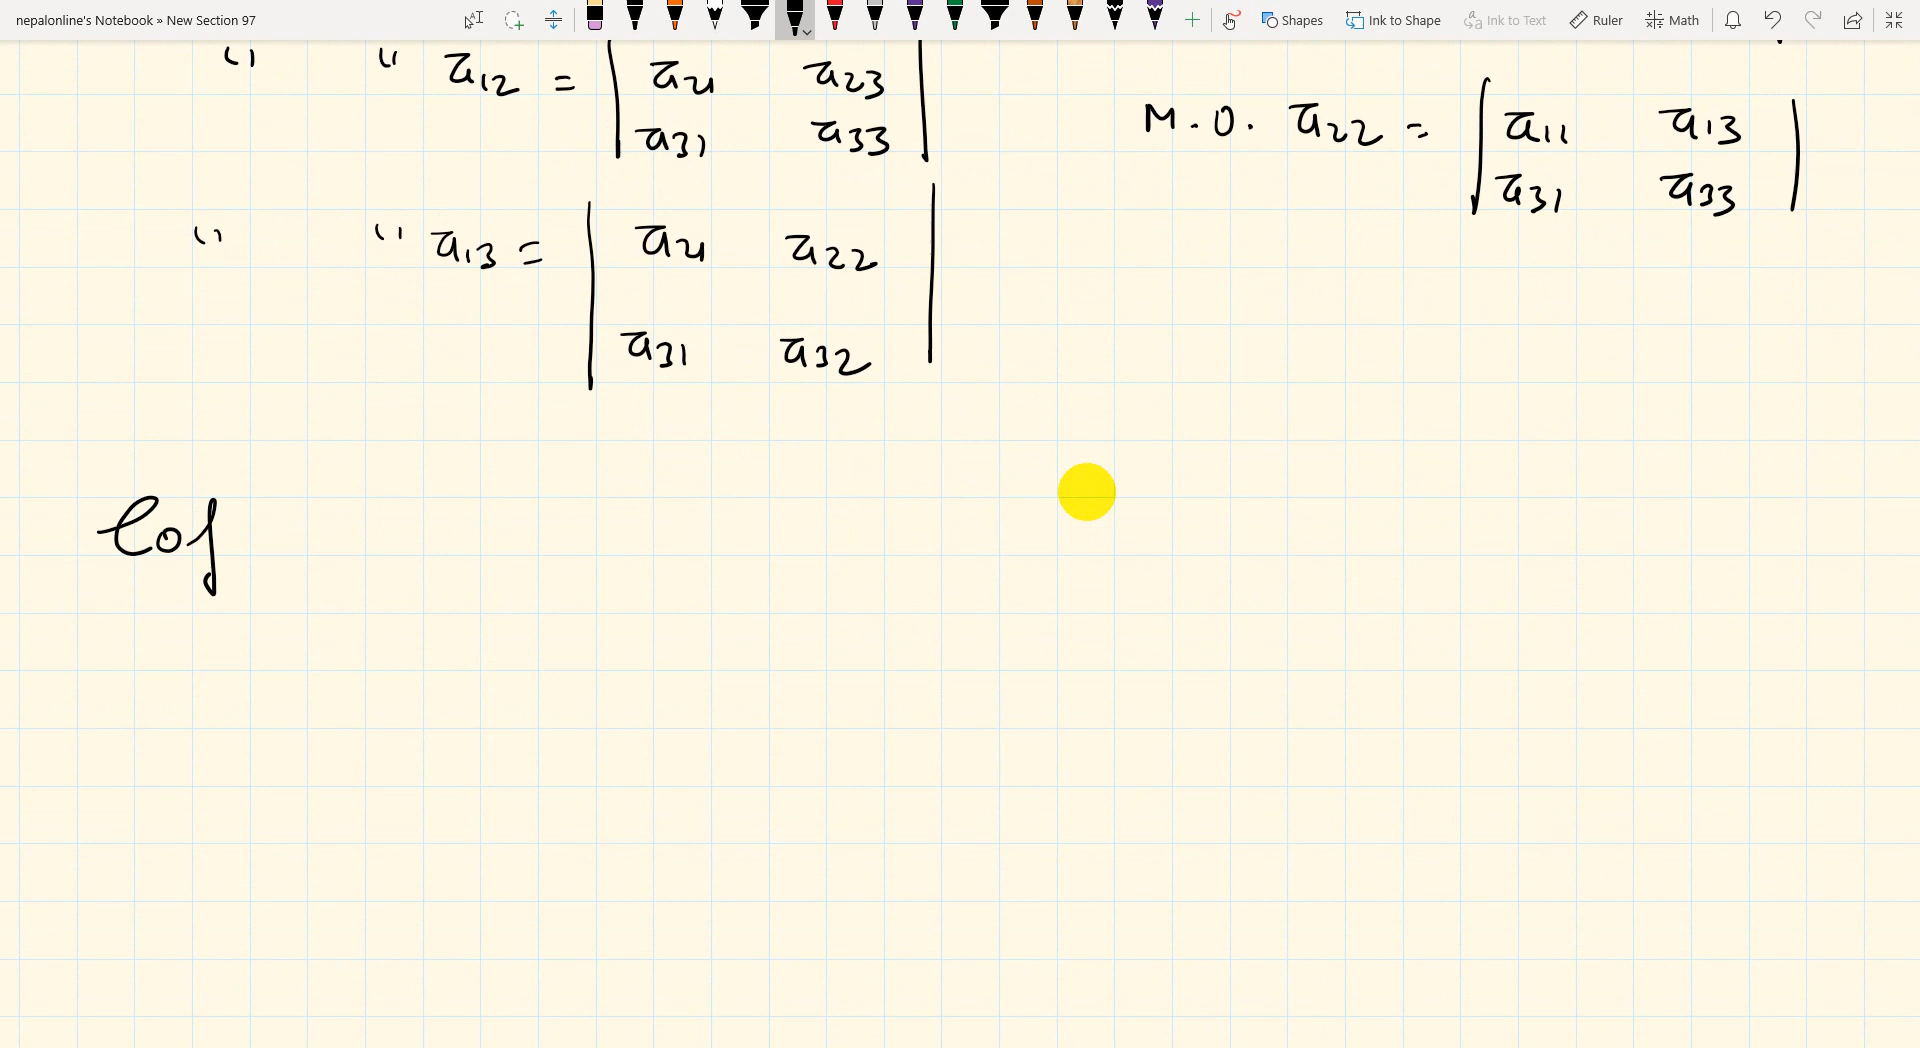 nepalonline's Notebook » New Section 97
Shapes Ink to Shape Ink to Text Ruler Math
" " a12 = | a21 a23 |
| a31 a33 |
" " a13 = | a21 a22 |
| a31 a32 |
M.O. a22 = | a11 a13 |
| a31 a33 |
Cof